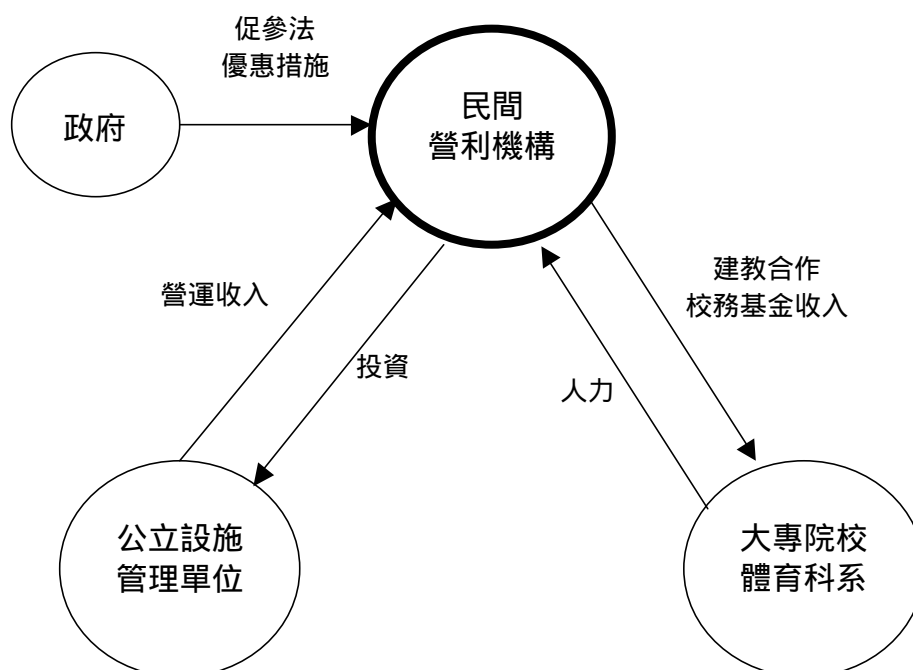 促參法
優惠措施
政府
民間
營利機構
營運收入
投資
建教合作
校務基金收入
人力
公立設施
管理單位
大專院校
體育科系